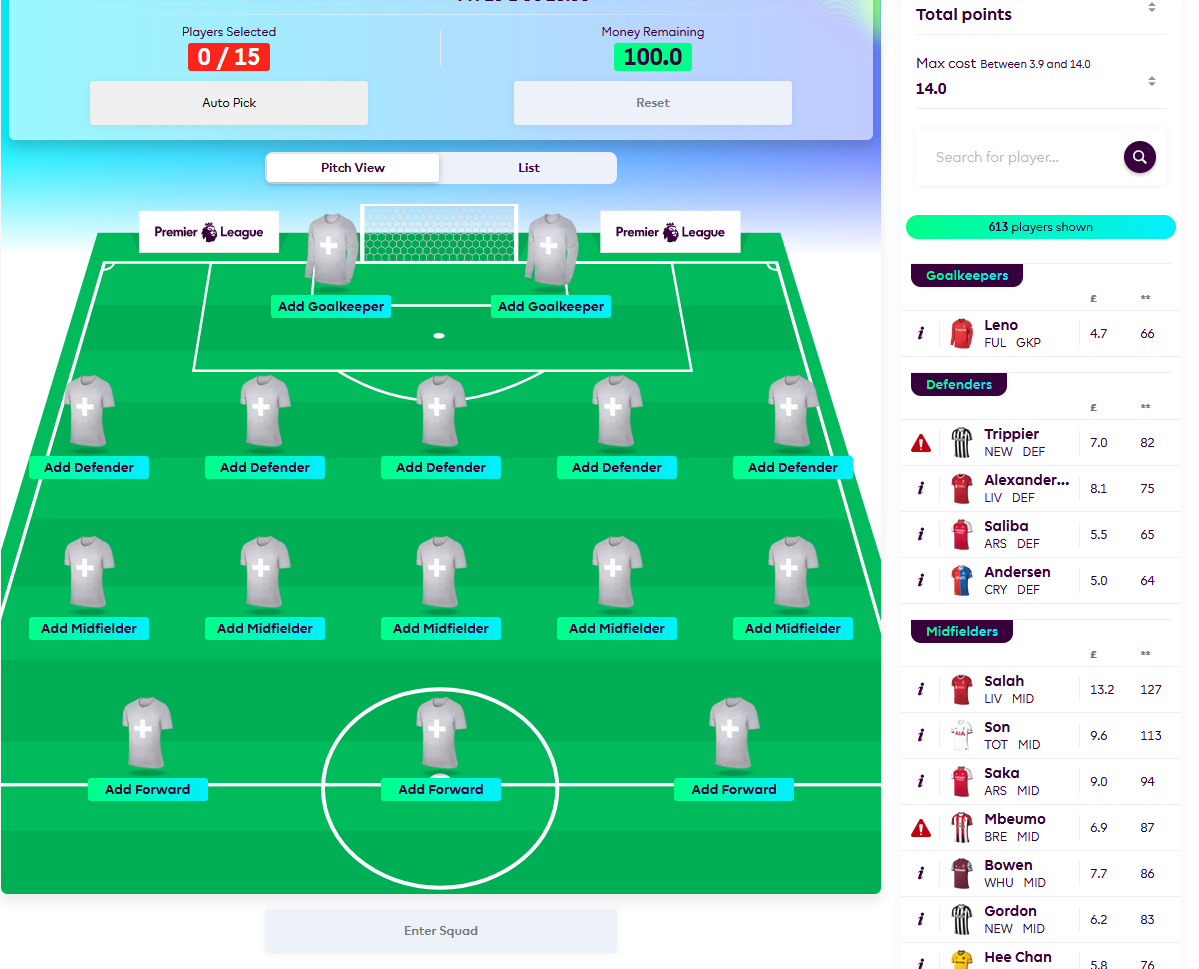 Players Selected
0 / 15
Money Remaining
100.0
Auto Pick
Reset
Pitch View
List
Premier League
Premier League
Add Goalkeeper
Add Goalkeeper
Add Defender
Add Defender
Add Defender
Add Defender
Add Defender
Add Midfielder
Add Midfielder
Add Midfielder
Add Midfielder
Add Midfielder
Add Forward
Add Forward
Add Forward
Enter Squad
Total points
Max cost Between 3.9 and 14.0
14.0
Search for player...
613 players shown
Goalkeepers
£ **
i Leno 4.7 66
FUL GKP
Defenders
£ **
Trippier 7.0 82
NEW DEF
i Alexander... 8.1 75
LIV DEF
i Saliba 5.5 65
ARS DEF
i Andersen 5.0 64
CRY DEF
Midfielders
£ **
i Salah 13.2 127
LIV MID
i Son 9.6 113
TOT MID
i Saka 9.0 94
ARS MID
Mbeumo 6.9 87
BRE MID
i Bowen 7.7 86
WHU MID
i Gordon 6.2 83
NEW MID
i Hee Chan 5.8 76